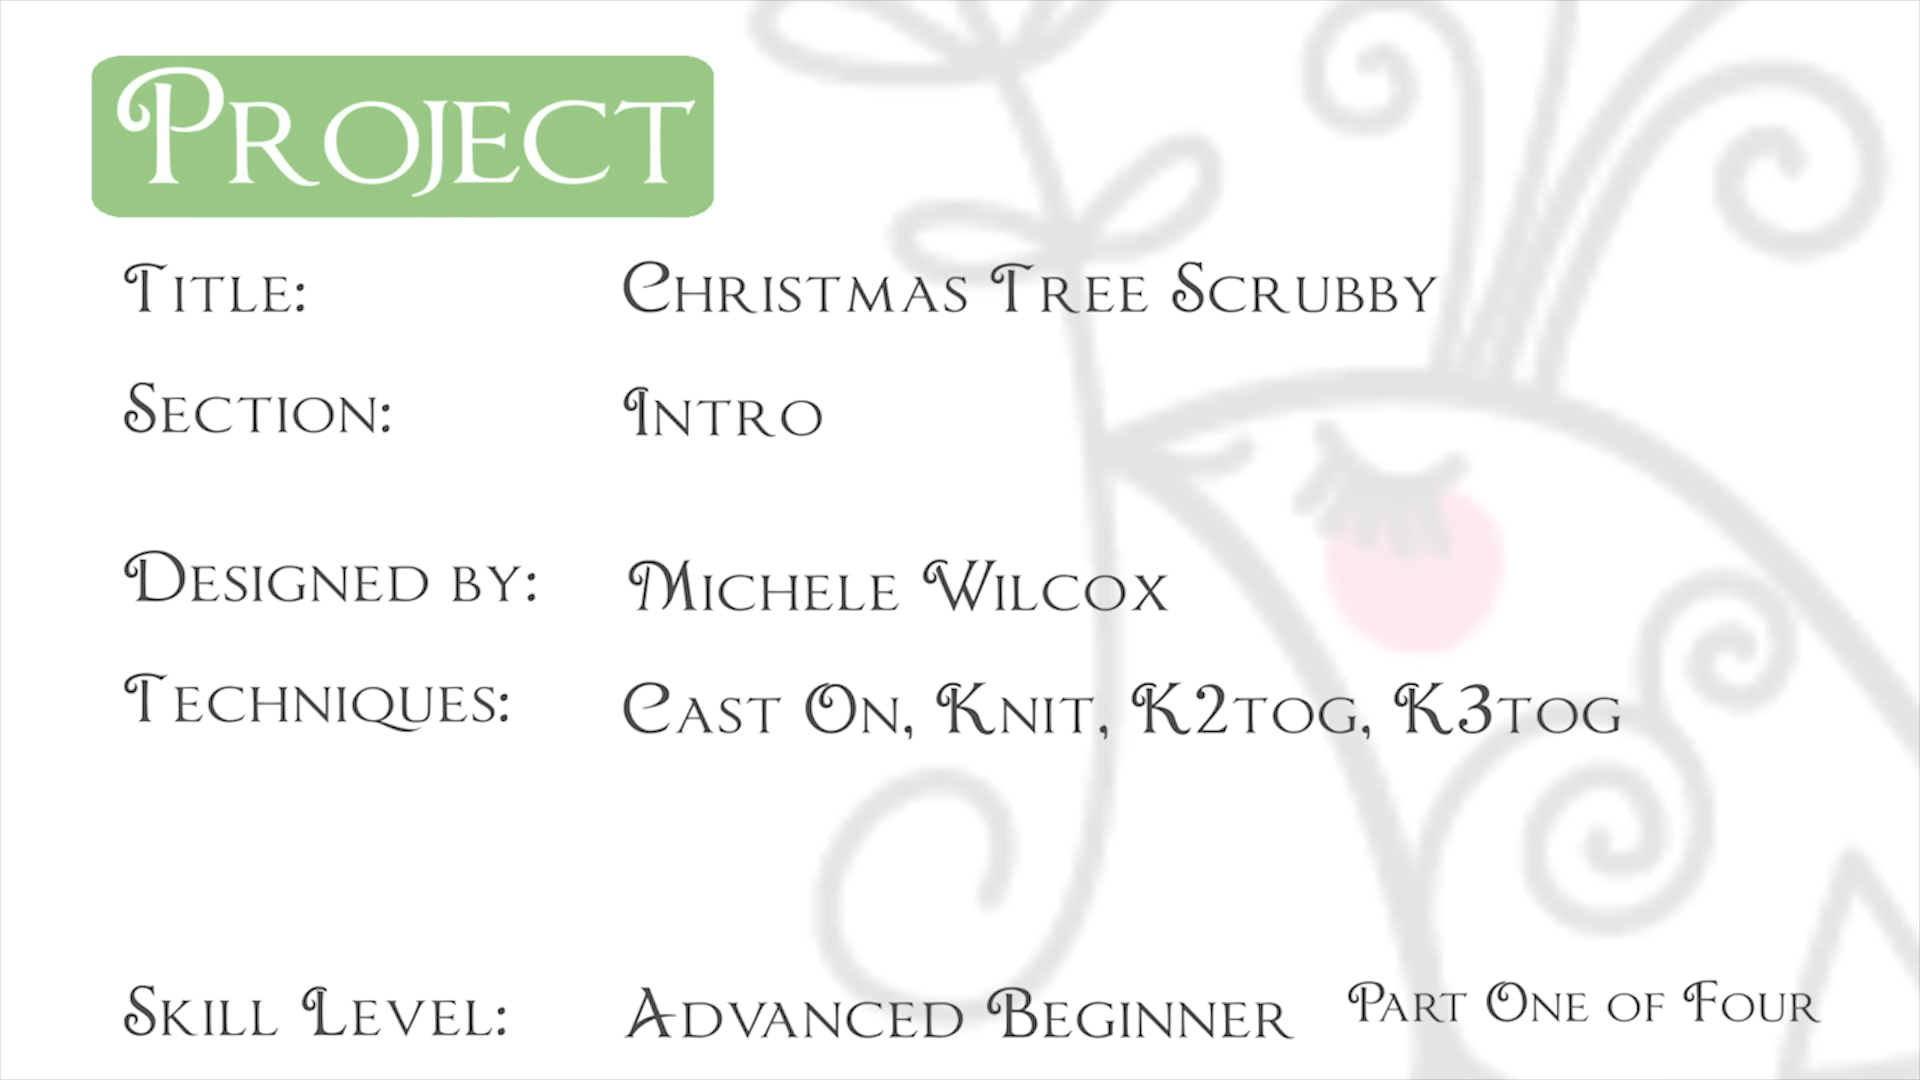 Project
Title: Christmas Tree Scrubby
Section: Intro
Designed by: Michele Wilcox
Techniques: Cast On, Knit, K2tog, K3tog
Skill Level: Advanced Beginner Part One of Four